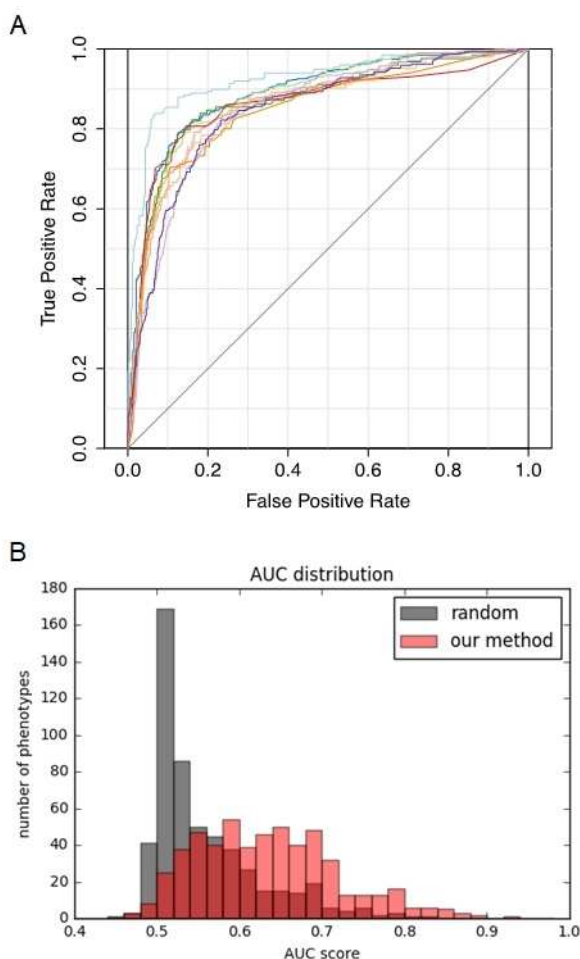 A
1.0
0.8
0.6
0.4
0.2
0.0
True Positive Rate
0.0 0.2 0.4 0.6 0.8 1.0
False Positive Rate
B
AUC distribution
180
160
140
120
100
80
60
40
20
0
number of phenotypes
random
our method
0.4 0.5 0.6 0.7 0.8 0.9 1.0
AUC score